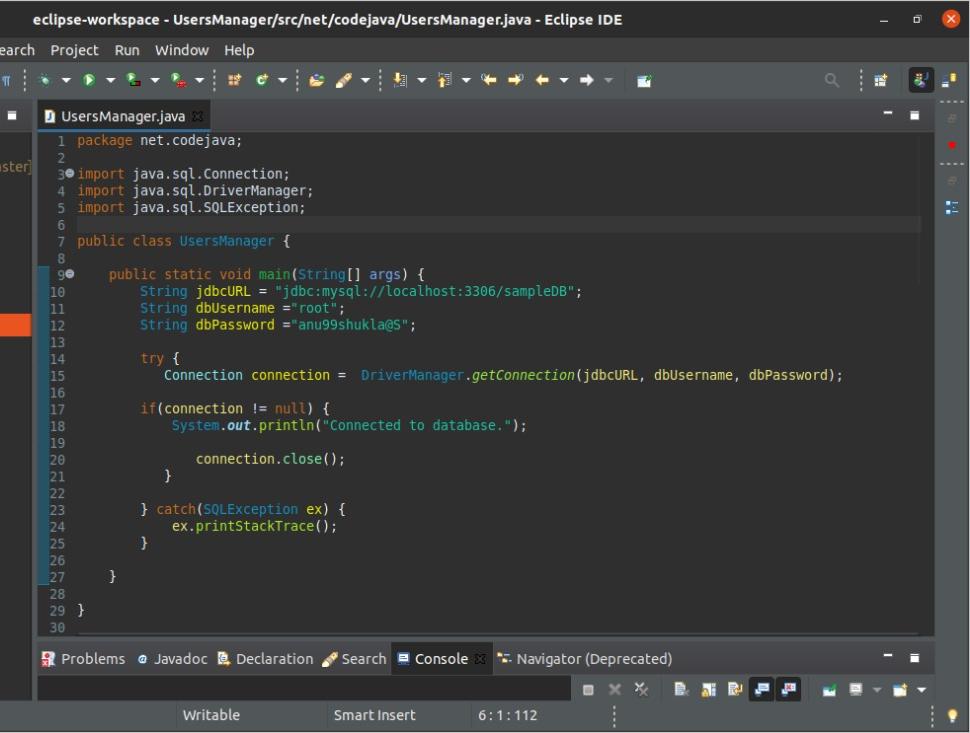 eclipse-workspace - UsersManager/src/net/codejava/UsersManager.java - Eclipse IDE
earch Project Run Window Help
UsersManager.java
ster]
1 package net.codejava;
2
3 import java.sql.Connection;
4 import java.sql.DriverManager;
5 import java.sql.SQLException;
6
7 public class UsersManager {
8
9 public static void main(String[] args) {
10 String jdbcURL = "jdbc:mysql://localhost:3306/sampleDB";
11 String dbUsername ="root";
12 String dbPassword ="anu99shukla@S";
13
14 try {
15 Connection connection =  DriverManager.getConnection(jdbcURL, dbUsername, dbPassword);
16
17 if(connection != null) {
18 System.out.println("Connected to database.");
19
20 connection.close();
21 }
22
23 } catch(SQLException ex) {
24 ex.printStackTrace();
25 }
26
27 }
28
29 }
30
Problems Javadoc Declaration Search Console Navigator (Deprecated)
Writable Smart Insert 6 : 1 : 112